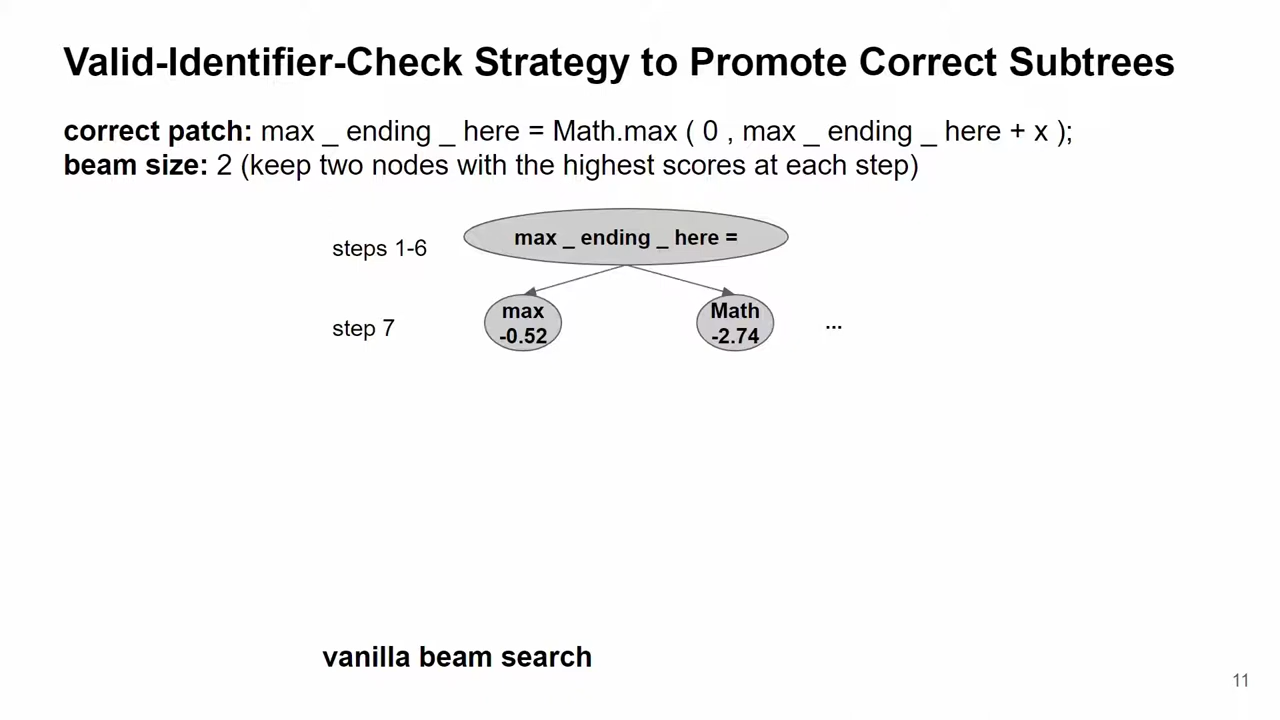 Valid-Identifier-Check Strategy to Promote Correct Subtrees
correct patch: max _ ending _ here = Math.max ( 0 , max _ ending _ here + x );
beam size: 2 (keep two nodes with the highest scores at each step)
steps 1-6
max _ ending _ here =
step 7
max
-0.52
Math
-2.74
...
vanilla beam search
11